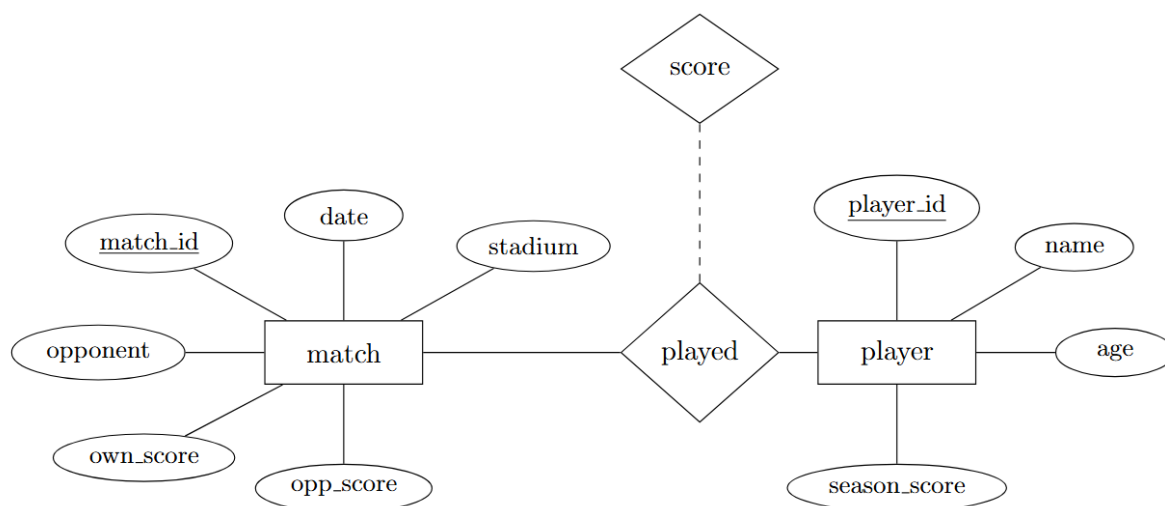 score
player_id
date
match_id
stadium
name
opponent
match
played
player
age
own_score
opp_score
season_score